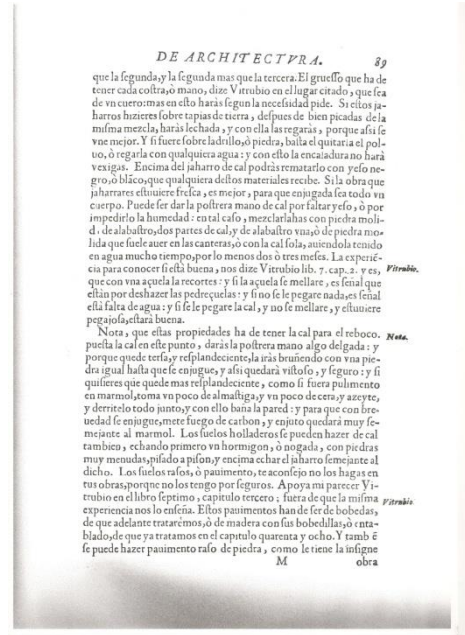 DE ARCHITECTVRA. 89
que la ſegunda,y la ſegunda mas que la tercera.El grueſſo que ha de
tener cada coſtra,ò mano, dize Vitrubio en el lugar citado , que ſea
de vn cuero:mas en eſto haràs ſegun la neceſsidad pide. Si eſtos ja-
harros hizieres ſobre tapias de tierra , deſpues de bien picadas de la
miſma mezcla, haràs lechada , y con ella las regaràs , porque aſsi ſe
vne mejor. Y ſi fuere ſobre ladrillo,ò piedra, baſta el quitaria el pol-
uo, ò regarla con qualquiera agua : y con eſto la encaladura no harà
vexigas. Encima del jaharro de cal podràs rematarlo con yeſo ne-
gro,ò blãco,que qualquiera deſtos materiales recibe. Si la obra que
jaharrares eſtuuiere freſca , es mejor, para que enjugada ſea todo vn
cuerpo. Puede ſer dar la poſtrera mano de cal por faltar yeſo , ò por
impedirlo la humedad : en tal caſo , mezclarlahas con piedra moli-
d, de alabaſtro,dos partes de cal,y de alabaſtro vna,ò de piedra mo-
lida que ſuele auer en las canteras,ò con la cal ſola, auiendola tenido
en agua mucho tiempo,por lo menos dos ò tres meſes. La experiẽ-
cia para conocer ſi eſtà buena , nos dize Vitrubio lib. 7. cap. 2. y es, Vitrubio.
que con vna açuela la recortes : y ſi la açuela ſe mellare , es ſeñal que
eſtàn por deshazer las pedreçuelas : y ſi no ſe le pegare nada,es ſeñal
eſtà falta de agua : y ſi ſe le pegare la cal , y no ſe mellare , y eſtuuiere
pegajoſa,eſtarà buena.
Nota , que eſtas propiedades ha de tener la cal para el reboco. Nota.
pueſta la cal en eſte punto , daràs la poſtrera mano algo delgada : y
porque quede terſa,y reſplandeciente,la iràs bruñendo con vna pie-
dra igual haſta que ſe enjugue, y aſsi quedarà viſtoſo , y ſeguro : y ſi
quiſieres que quede mas reſplandeciente , como ſi fuera pulimento
en marmol,toma vn poco de almaſtiga,y vn poco de cera,y azeyte,
y derritelo todo junto,y con ello baña la pared : y para que con bre-
uedad ſe enjugue,mete fuego de carbon , y enjuto quedarà muy ſe-
mejante al marmol. Los ſuelos holladeros ſe pueden hazer de cal
tambien , echando primero vn hormigon , ò nogada , con piedras
muy menudas,piſado a piſon,y encima echar el jaharro ſemejante al
dicho. Los ſuelos raſos, ò pauimento, te aconſejo no los hagas en
tus obras,porque no los tengo por ſeguros. Apoya mi parecer Vi-
trubio en el libro ſeptimo , capitulo tercero ; fuera de que la miſma Vitrubio.
experiencia nos lo enſeña. Eſtos pauimentos han de ſer de bobedas,
de que adelante trataremos,ò de madera con ſus bobedillas,ò enta-
blado,de que ya tratamos en el capitulo quarenta y ocho. Y tamb ẽ
ſe puede hazer pauimento raſo de piedra , como le tiene la inſigne
M obra